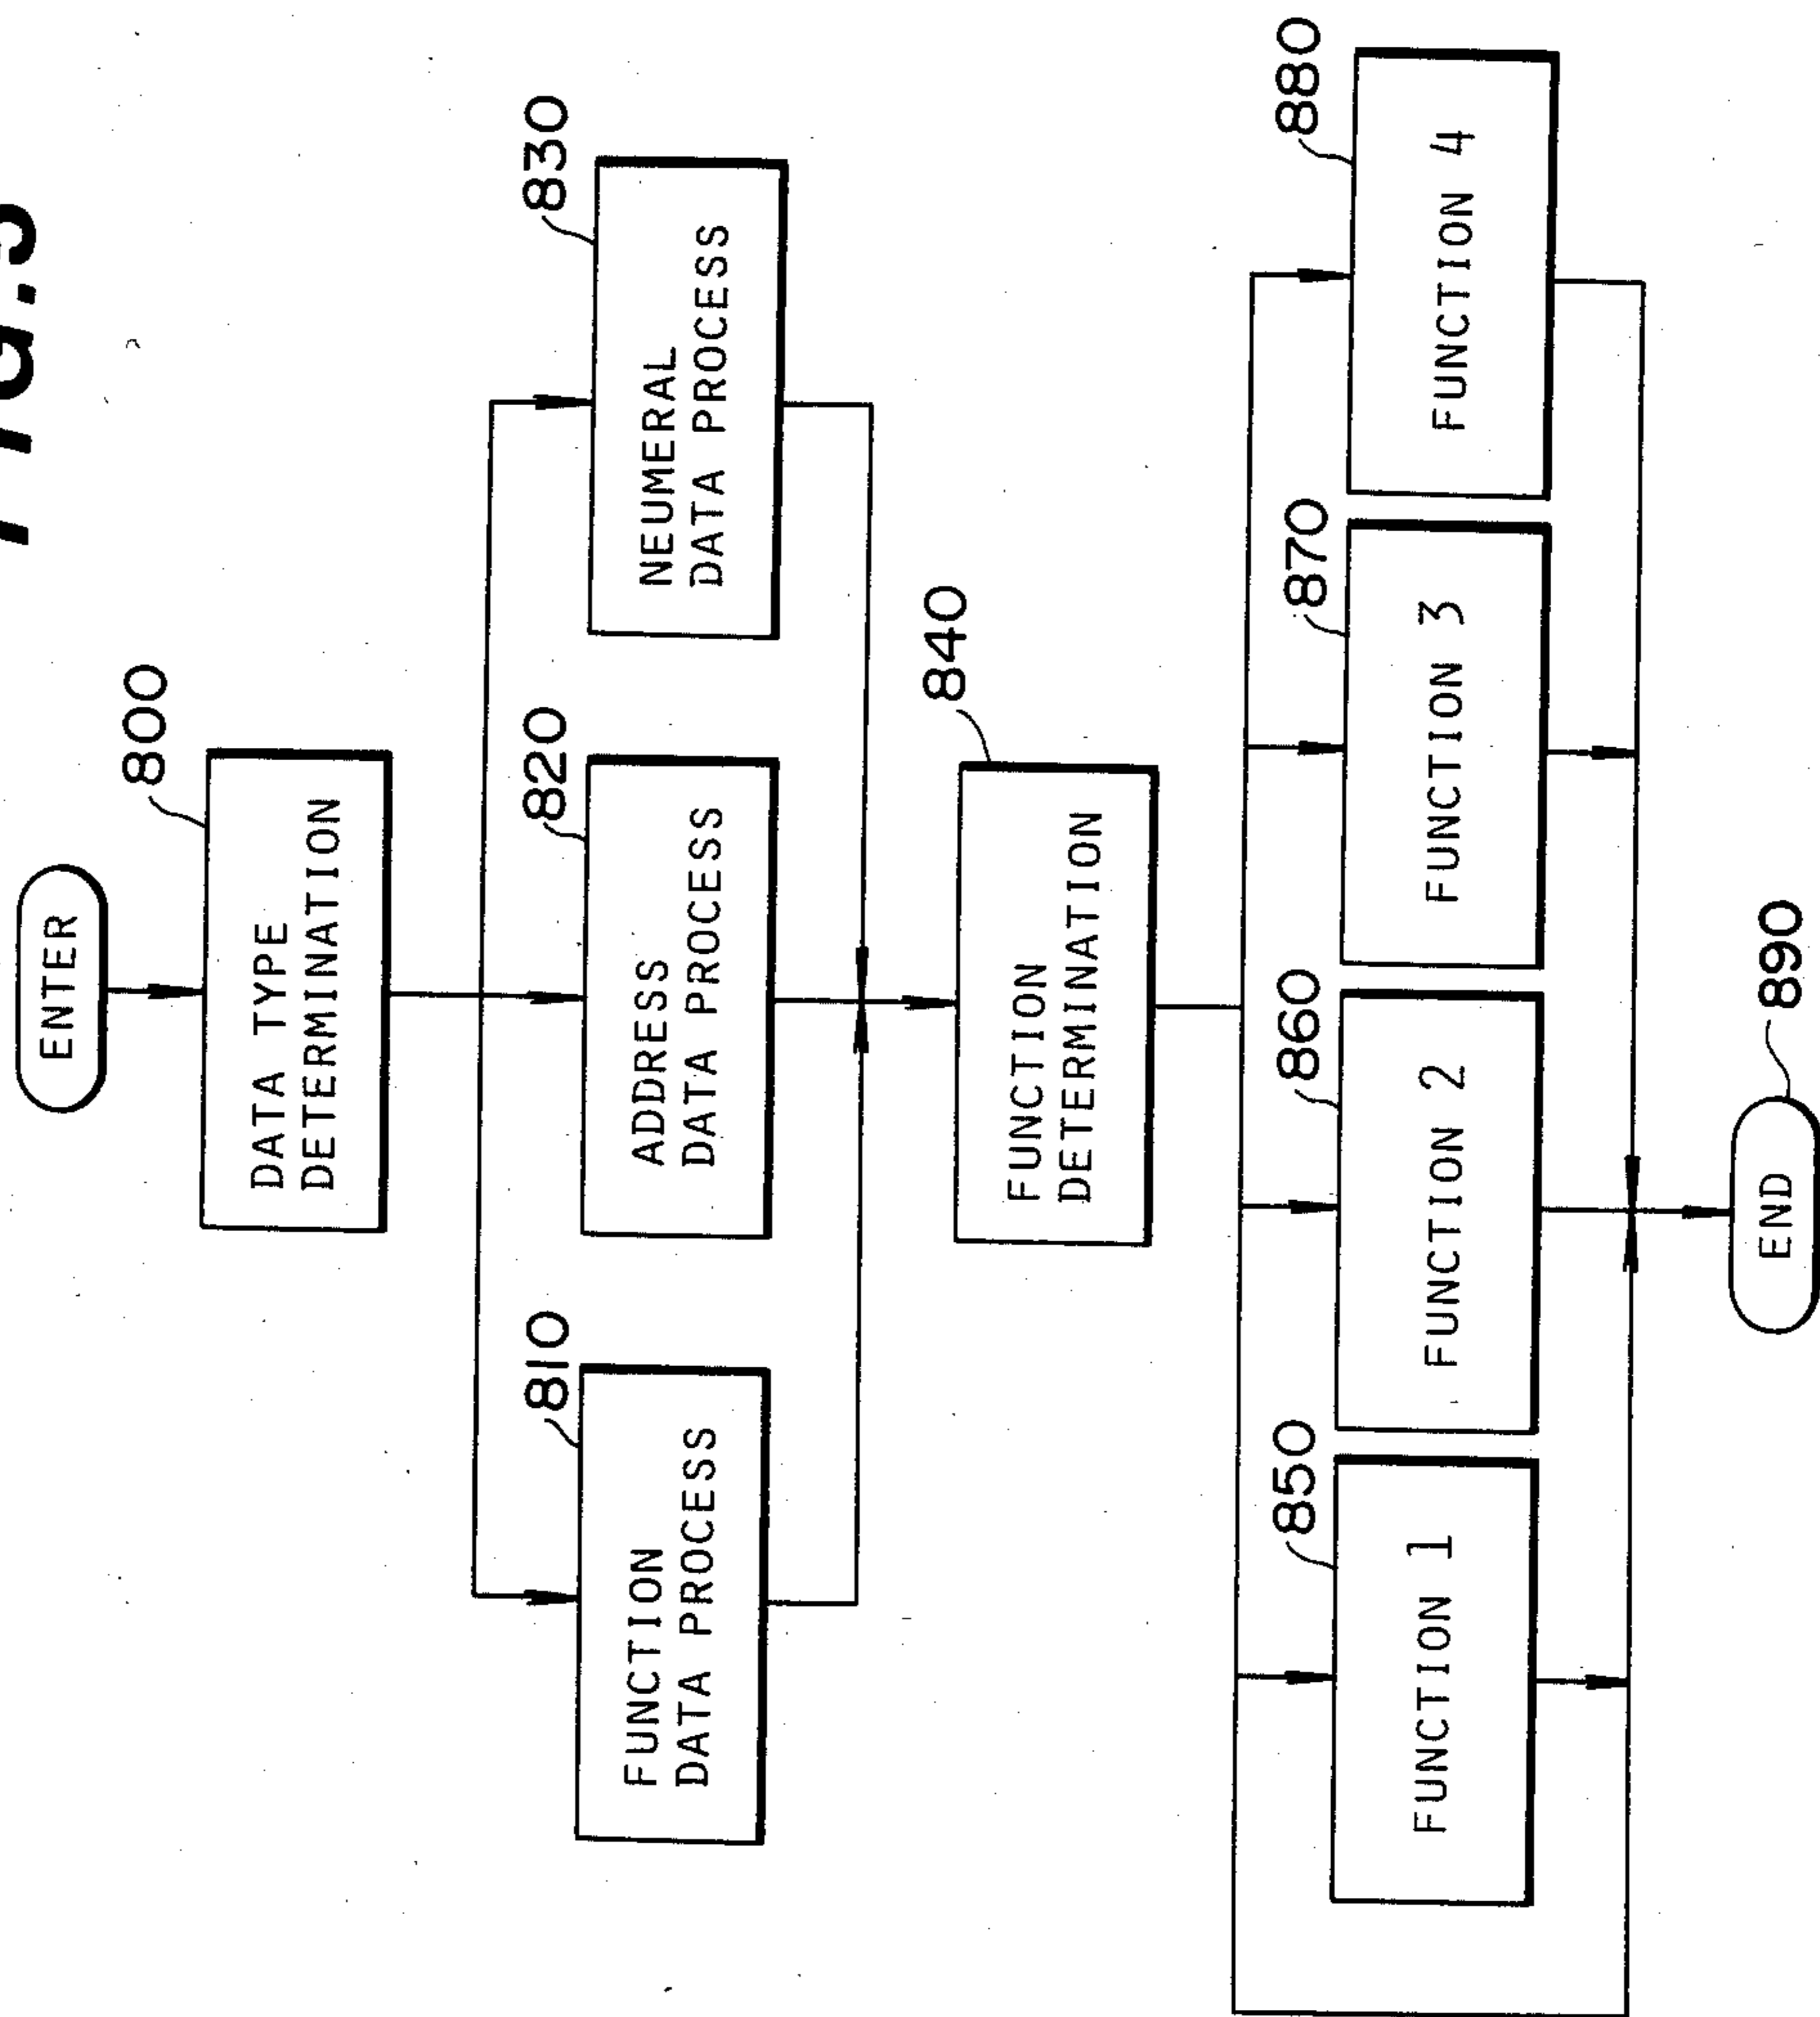 FIG.
ENTER
800
DATA TYPE
DETERMINATION
810
FUNCTION
DATA PROCESS
820
ADDRESS
DATA PROCESS
830
NEUMERAL
DATA PROCESS
840
FUNCTION
DETERMINATION
850
FUNCTION 1
860
FUNCTION 2
870
FUNCTION 3
880
FUNCTION 4
END
890